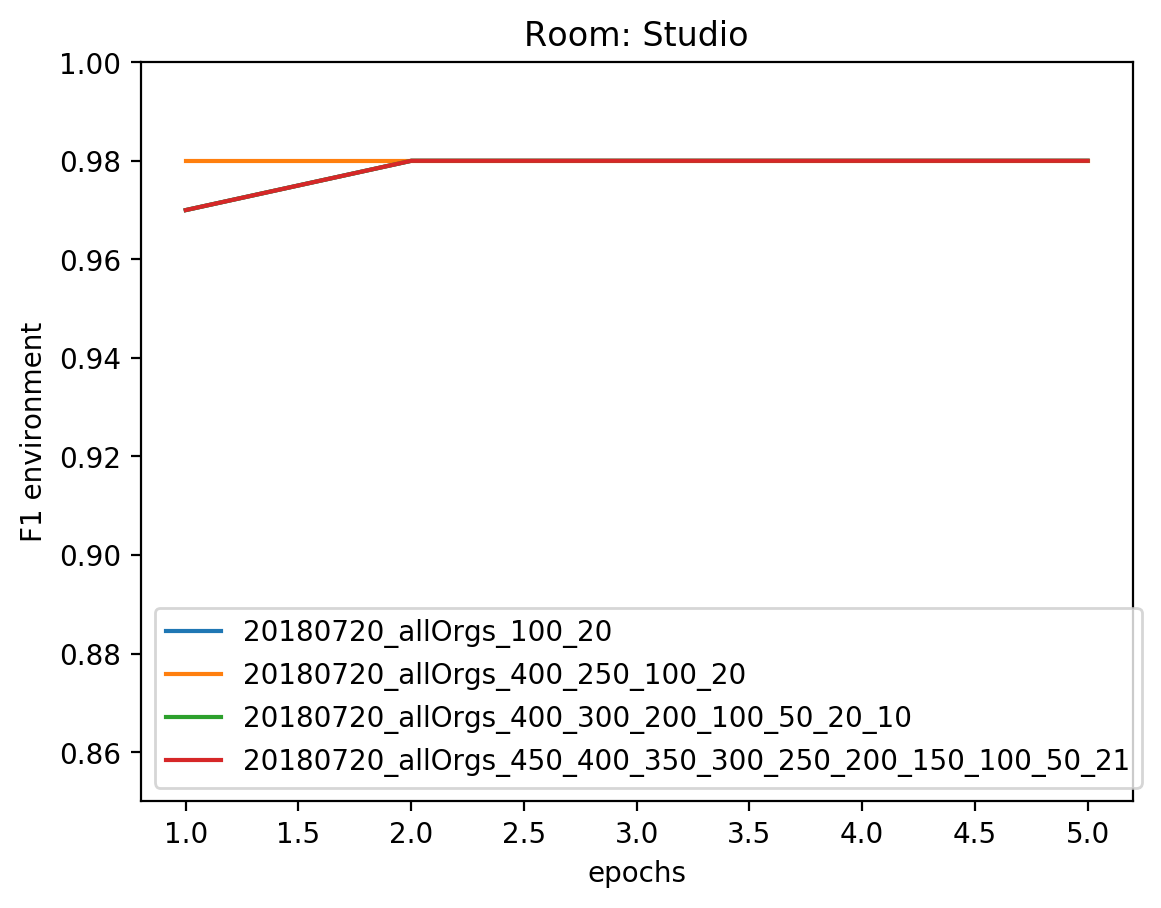 Room: Studio
1.00
0.98
0.96
0.94
0.92
0.90
0.88
0.86
F1 environment
20180720_allOrgs_100_20
20180720_allOrgs_400_250_100_20
20180720_allOrgs_400_300_200_100_50_20_10
20180720_allOrgs_450_400_350_300_250_200_150_100_50_21
1.0 1.5 2.0 2.5 3.0 3.5 4.0 4.5 5.0
epochs